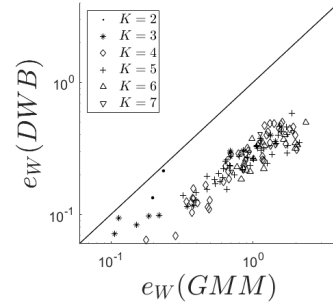 K = 2
K = 3
K = 4
K = 5
K = 6
K = 7
10^0
10^{-1}
e_W(DWB)
10^{-1} 10^0
e_W(GMM)